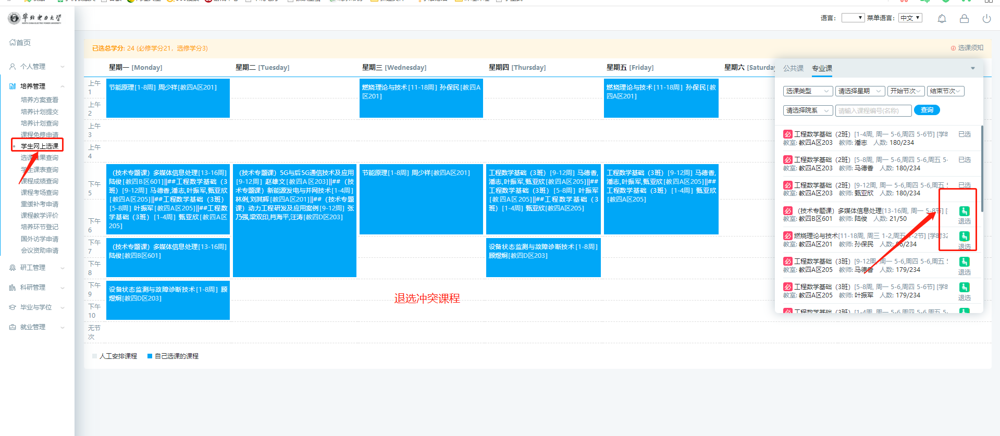 华北电力大学
NORTH CHINA ELECTRIC POWER UNIVERSITY
语言：
菜单语言： 中文
首页
个人管理
培养管理
培养方案查看
培养计划提交
培养计划查询
课程免修申请
学生网上选课
选课结果查询
学生课表查询
课程成绩查询
课程考场查询
重缓补考申请
课程教学评价
培养环节登记
国外访学申请
会议资助申请
研工管理
科研管理
毕业与学位
就业管理
已选总学分: 24 (必修学分21，选修学分3)
选课须知
星期一 [Monday] 星期二 [Tuesday] 星期三 [Wednesday] 星期四 [Thursday] 星期五 [Friday] 星期六 [Saturday
上午
1
上午
2
上午
3
上午
4
下午
5
下午
6
下午
7
下午
8
下午
9
下午
10
无节
次
节能原理[1-8周] 周少祥[教四A区201]
燃烧理论与技术[11-18周] 孙保民[教四A
区201]
燃烧理论与技术[11-18周] 孙保民[教
四A区201]
（技术专题课）多媒体信息处理[13-16周]
陆俊[教四B区601]||##工程数学基础（3
班）[9-12周] 马德香,潘志,叶振军,甄亚欣
[教四A区205]||##工程数学基础（3班）
[5-8周] 叶振军[教四A区205]||##工程数
学基础（3班）[1-4周] 甄亚欣[教四A区
205]
（技术专题课）5G与后5G通信技术及应用
[9-12周] 赵雄文[教四A区203]||##（技
术专题课）新能源发电与并网技术[1-4周]
林俐,刘其辉[教四A区201]||##（技术专题
课）动力工程研发及应用案例[9-12周] 张
乃强,梁双印,肖海平,汪涛[教四D区203]
节能原理[1-8周] 周少祥[教四A区201]
工程数学基础（3班）[9-12周] 马德香,
潘志,叶振军,甄亚欣[教四A区205]||##
工程数学基础（3班）[5-8周] 叶振军
[教四A区205]||##工程数学基础（3
班）[1-4周] 甄亚欣[教四A区205]
工程数学基础（3班）[9-12周] 马德香,
潘志,叶振军,甄亚欣[教四A区205]||##
工程数学基础（3班）[1-4周] 甄亚欣
[教四A区205]
（技术专题课）多媒体信息处理[13-16周]
陆俊[教四B区601]
设备状态监测与故障诊断技术[1-8周]
顾煜炯[教四D区203]
设备状态监测与故障诊断技术[1-8周] 顾
煜炯[教四D区203]
退选冲突课程
人工安排课程 自己选课的课程
公共课 专业课
选课类型 请选择星期 开始节次 结束节次
请选择院系 请输入课程编号(名称) 查询
必 工程数学基础（2班）[1-4周, 周一 5-6,周四 5-6节] [学时 已选
教室: 教四A区203 教师: 潘志 人数: 180/234
必 工程数学基础（2班）[5-8周, 周一 5-6,周四 5-6,周五 5- 已选
教室: 教四A区203 教师: 马德香 人数: 180/234
必 工程数学基础（2班）[9-12周, 周一 5-6,周四 5-6,周五 5 已选
教室: 教四A区203 教师: 甄亚欣 人数: 180/234
必 （技术专题课）多媒体信息处理[13-16周, 周一 5-8节] [
教室: 教四B区601 教师: 陆俊 人数: 21/50
退选
必 燃烧理论与技术[11-18周, 周三 1-2,周五 1-2节] [学时32
教室: 教四A区201 教师: 孙保民 人数: 96/234
退选
必 工程数学基础（3班）[9-12周, 周一 5-6,周四 5-6,周五 5
教室: 教四A区205 教师: 马德香 人数: 179/234
退选
必 工程数学基础（3班）[5-8周, 周一 5-6,周四 5-6节] [学时
教室: 教四A区205 教师: 叶振军 人数: 179/234
退选
必 工程数学基础（3班）[1-4周, 周一 5-6,周四 5-6,周五 5-